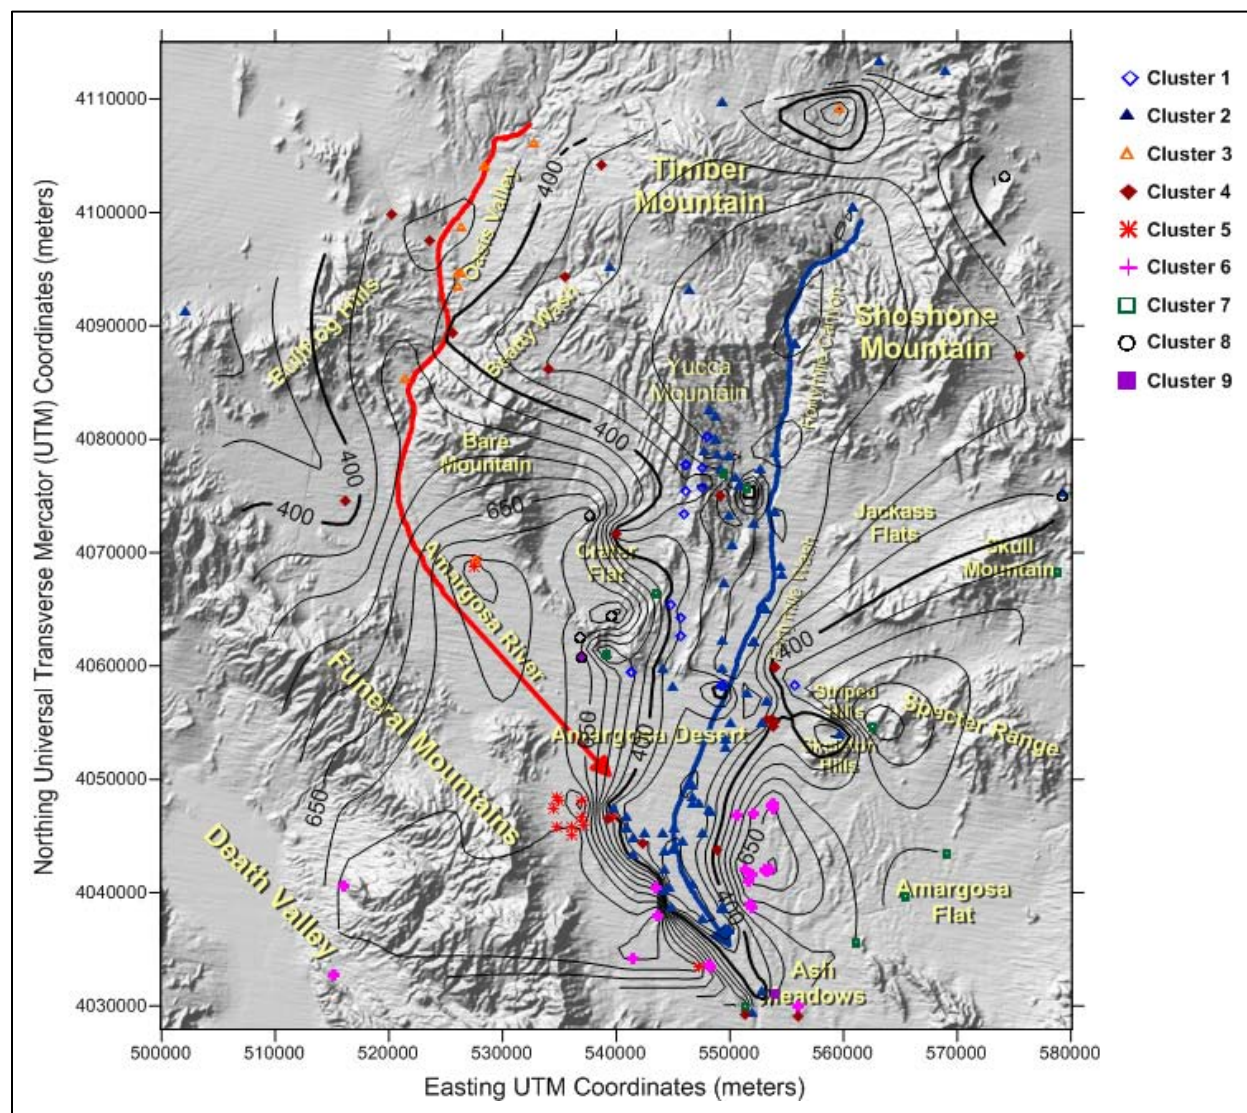 4110000
4100000
4090000
4080000
4070000
4060000
4050000
4040000
4030000
Northing Universal Transverse Mercator (UTM) Coordinates (meters)
500000
510000
520000
530000
540000
550000
560000
570000
580000
Easting UTM Coordinates (meters)
Cluster 1
Cluster 2
Cluster 3
Cluster 4
Cluster 5
Cluster 6
Cluster 7
Cluster 8
Cluster 9
Timber
Mountain
400
Oasis Valley
Bullfrog Hills
Beatty Wash
Shoshone
Mountain
Yucca
Mountain
Fortymile Canyon
400
Bare
Mountain
400
400
650
Jackass
Flats
Skull
Mountain
Crater
Flat
Amargosa River
Fortymile Wash
400
Funeral Mountains
Striped
Hills
Specter Range
Amargosa Desert
Hills
650
400
650
650
Death Valley
400
Amargosa
Flat
Ash
Meadows